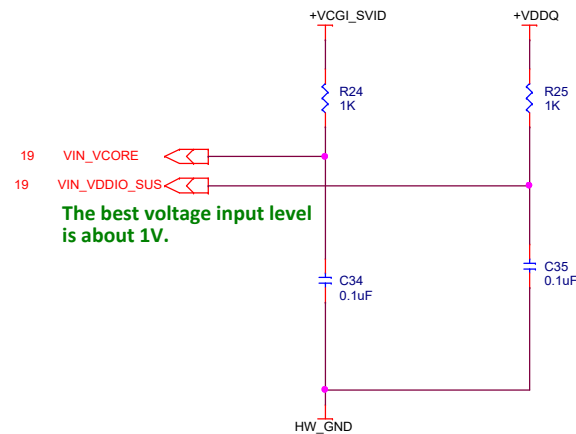 +VCGI_SVID
+VDDQ
R24
1K
R25
1K
19 VIN_VCORE
19 VIN_VDDIO_SUS
The best voltage input level
is about 1V.
C34
0.1uF
C35
0.1uF
HW_GND